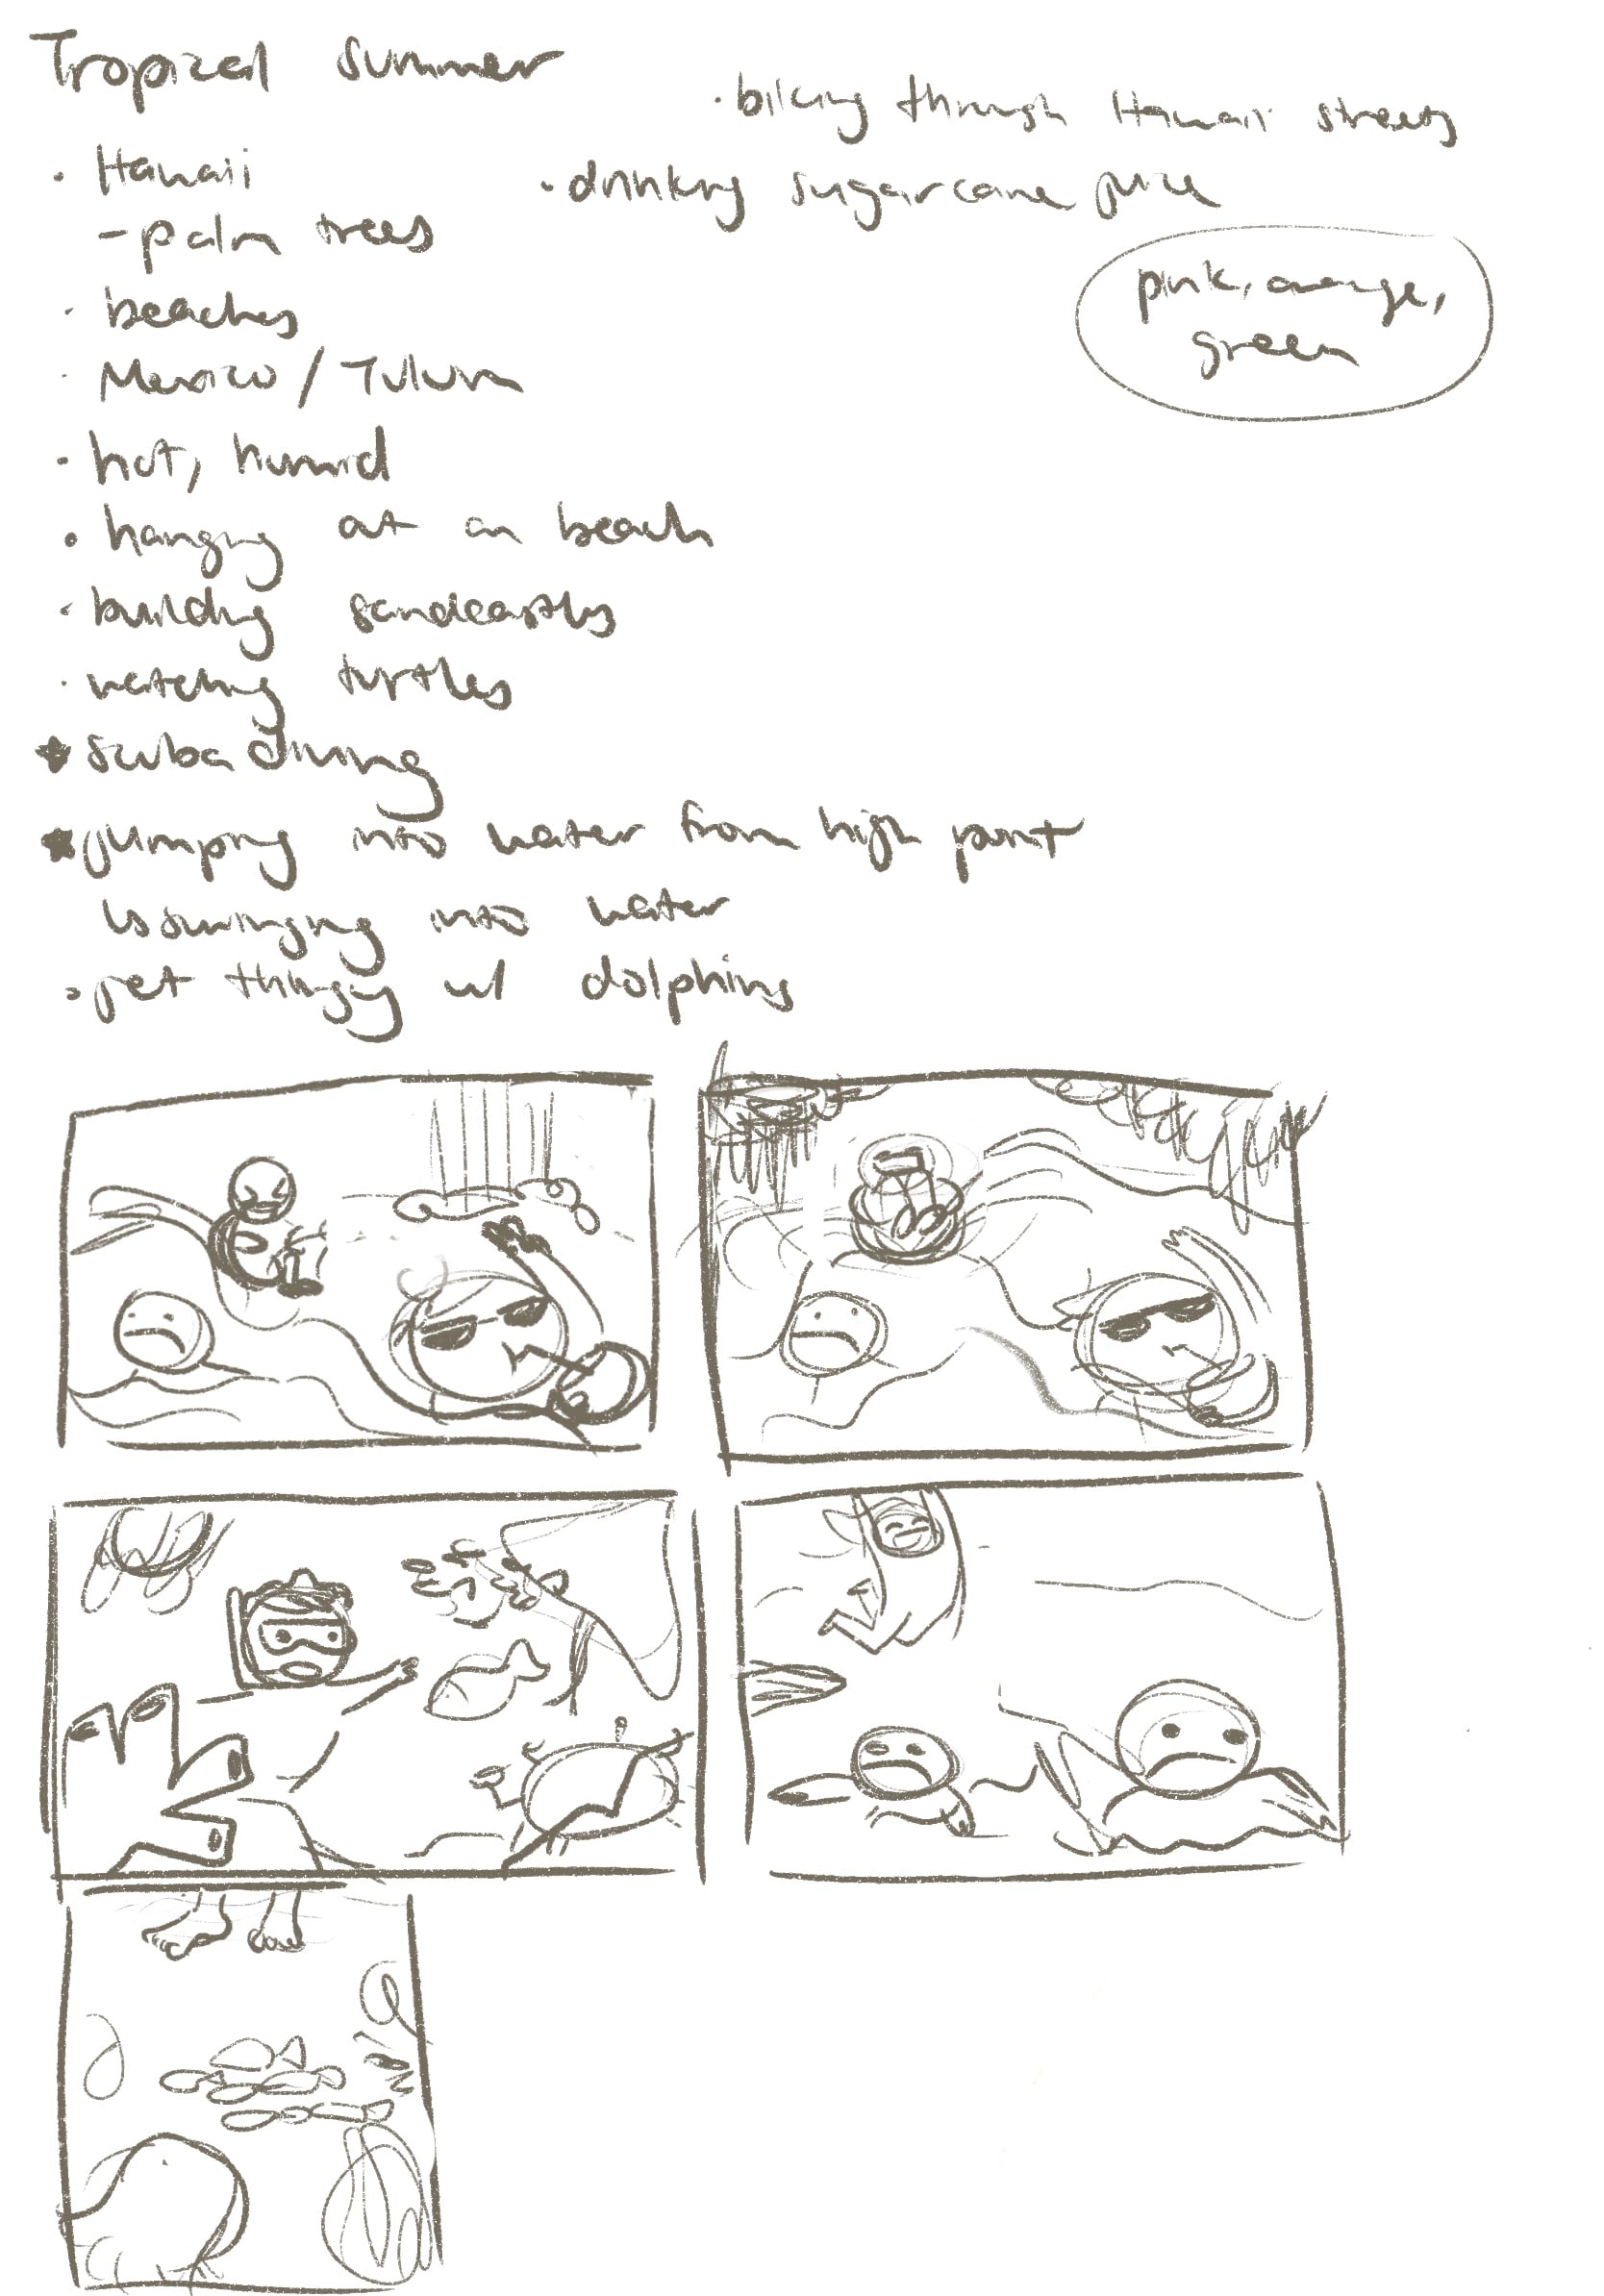 Tropical summer
· Hawaii
- palm trees
· beaches
· Mexico / Tulum
· hot, humid
· hanging at an beach
· building sandcastles
· watching turtles
★ scuba diving
★ jumping into water from high point
↳ swinging into water
· jet thingy w/ dolphins
· biking through Hawaii streets
· drinking sugarcane juice
pink, orange,
green